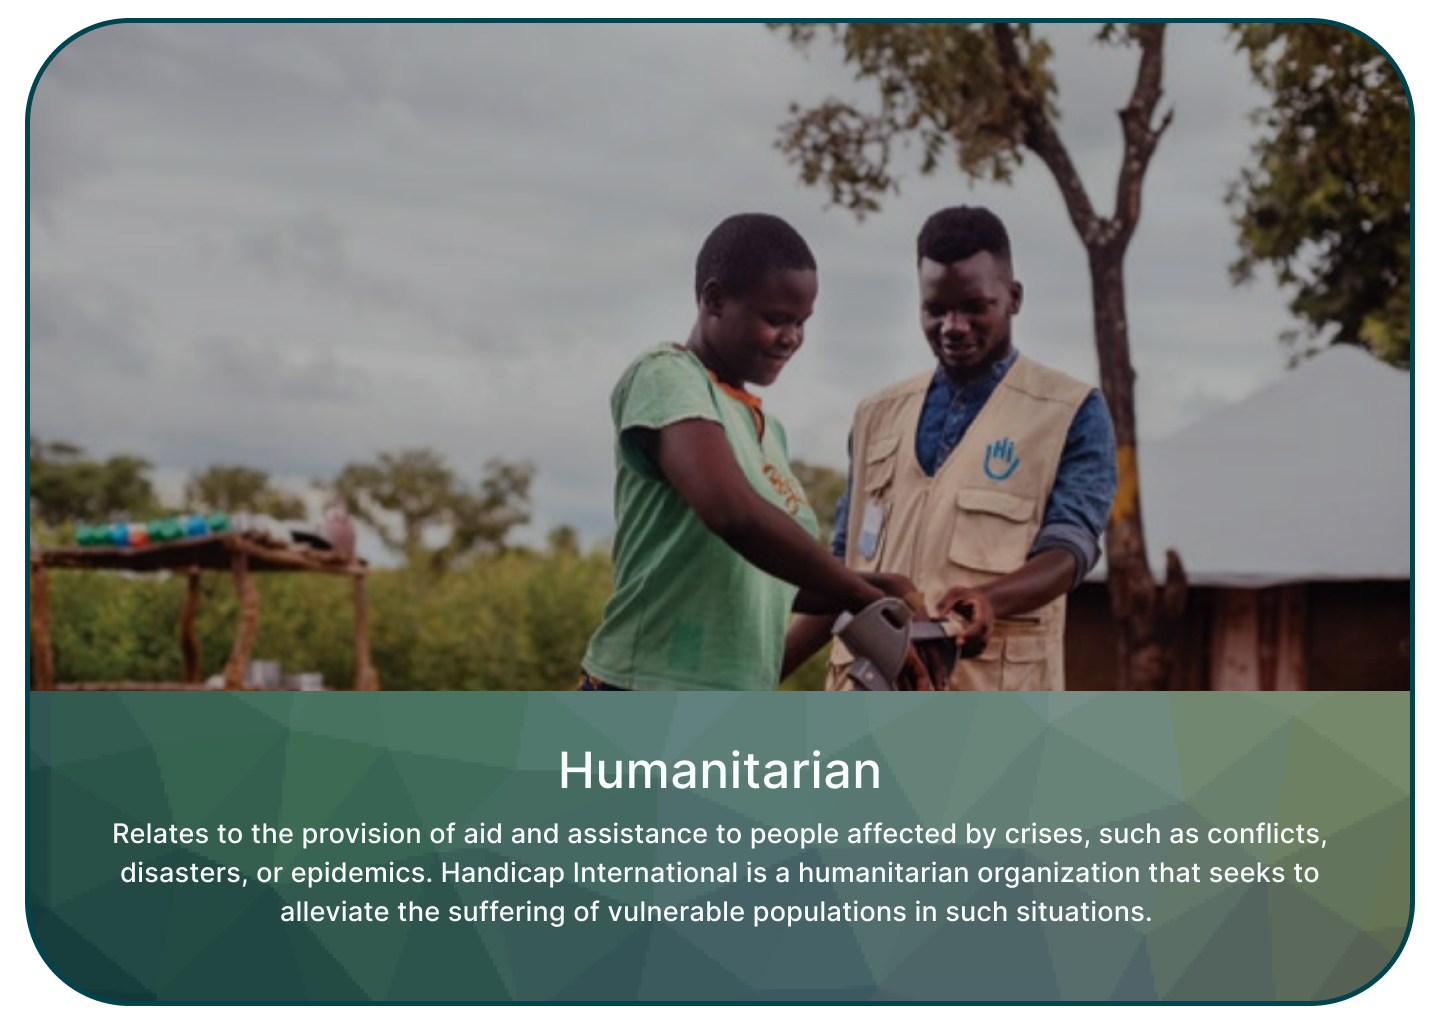 Hi
Humanitarian
Relates to the provision of aid and assistance to people affected by crises, such as conflicts,
disasters, or epidemics. Handicap International is a humanitarian organization that seeks to
alleviate the suffering of vulnerable populations in such situations.